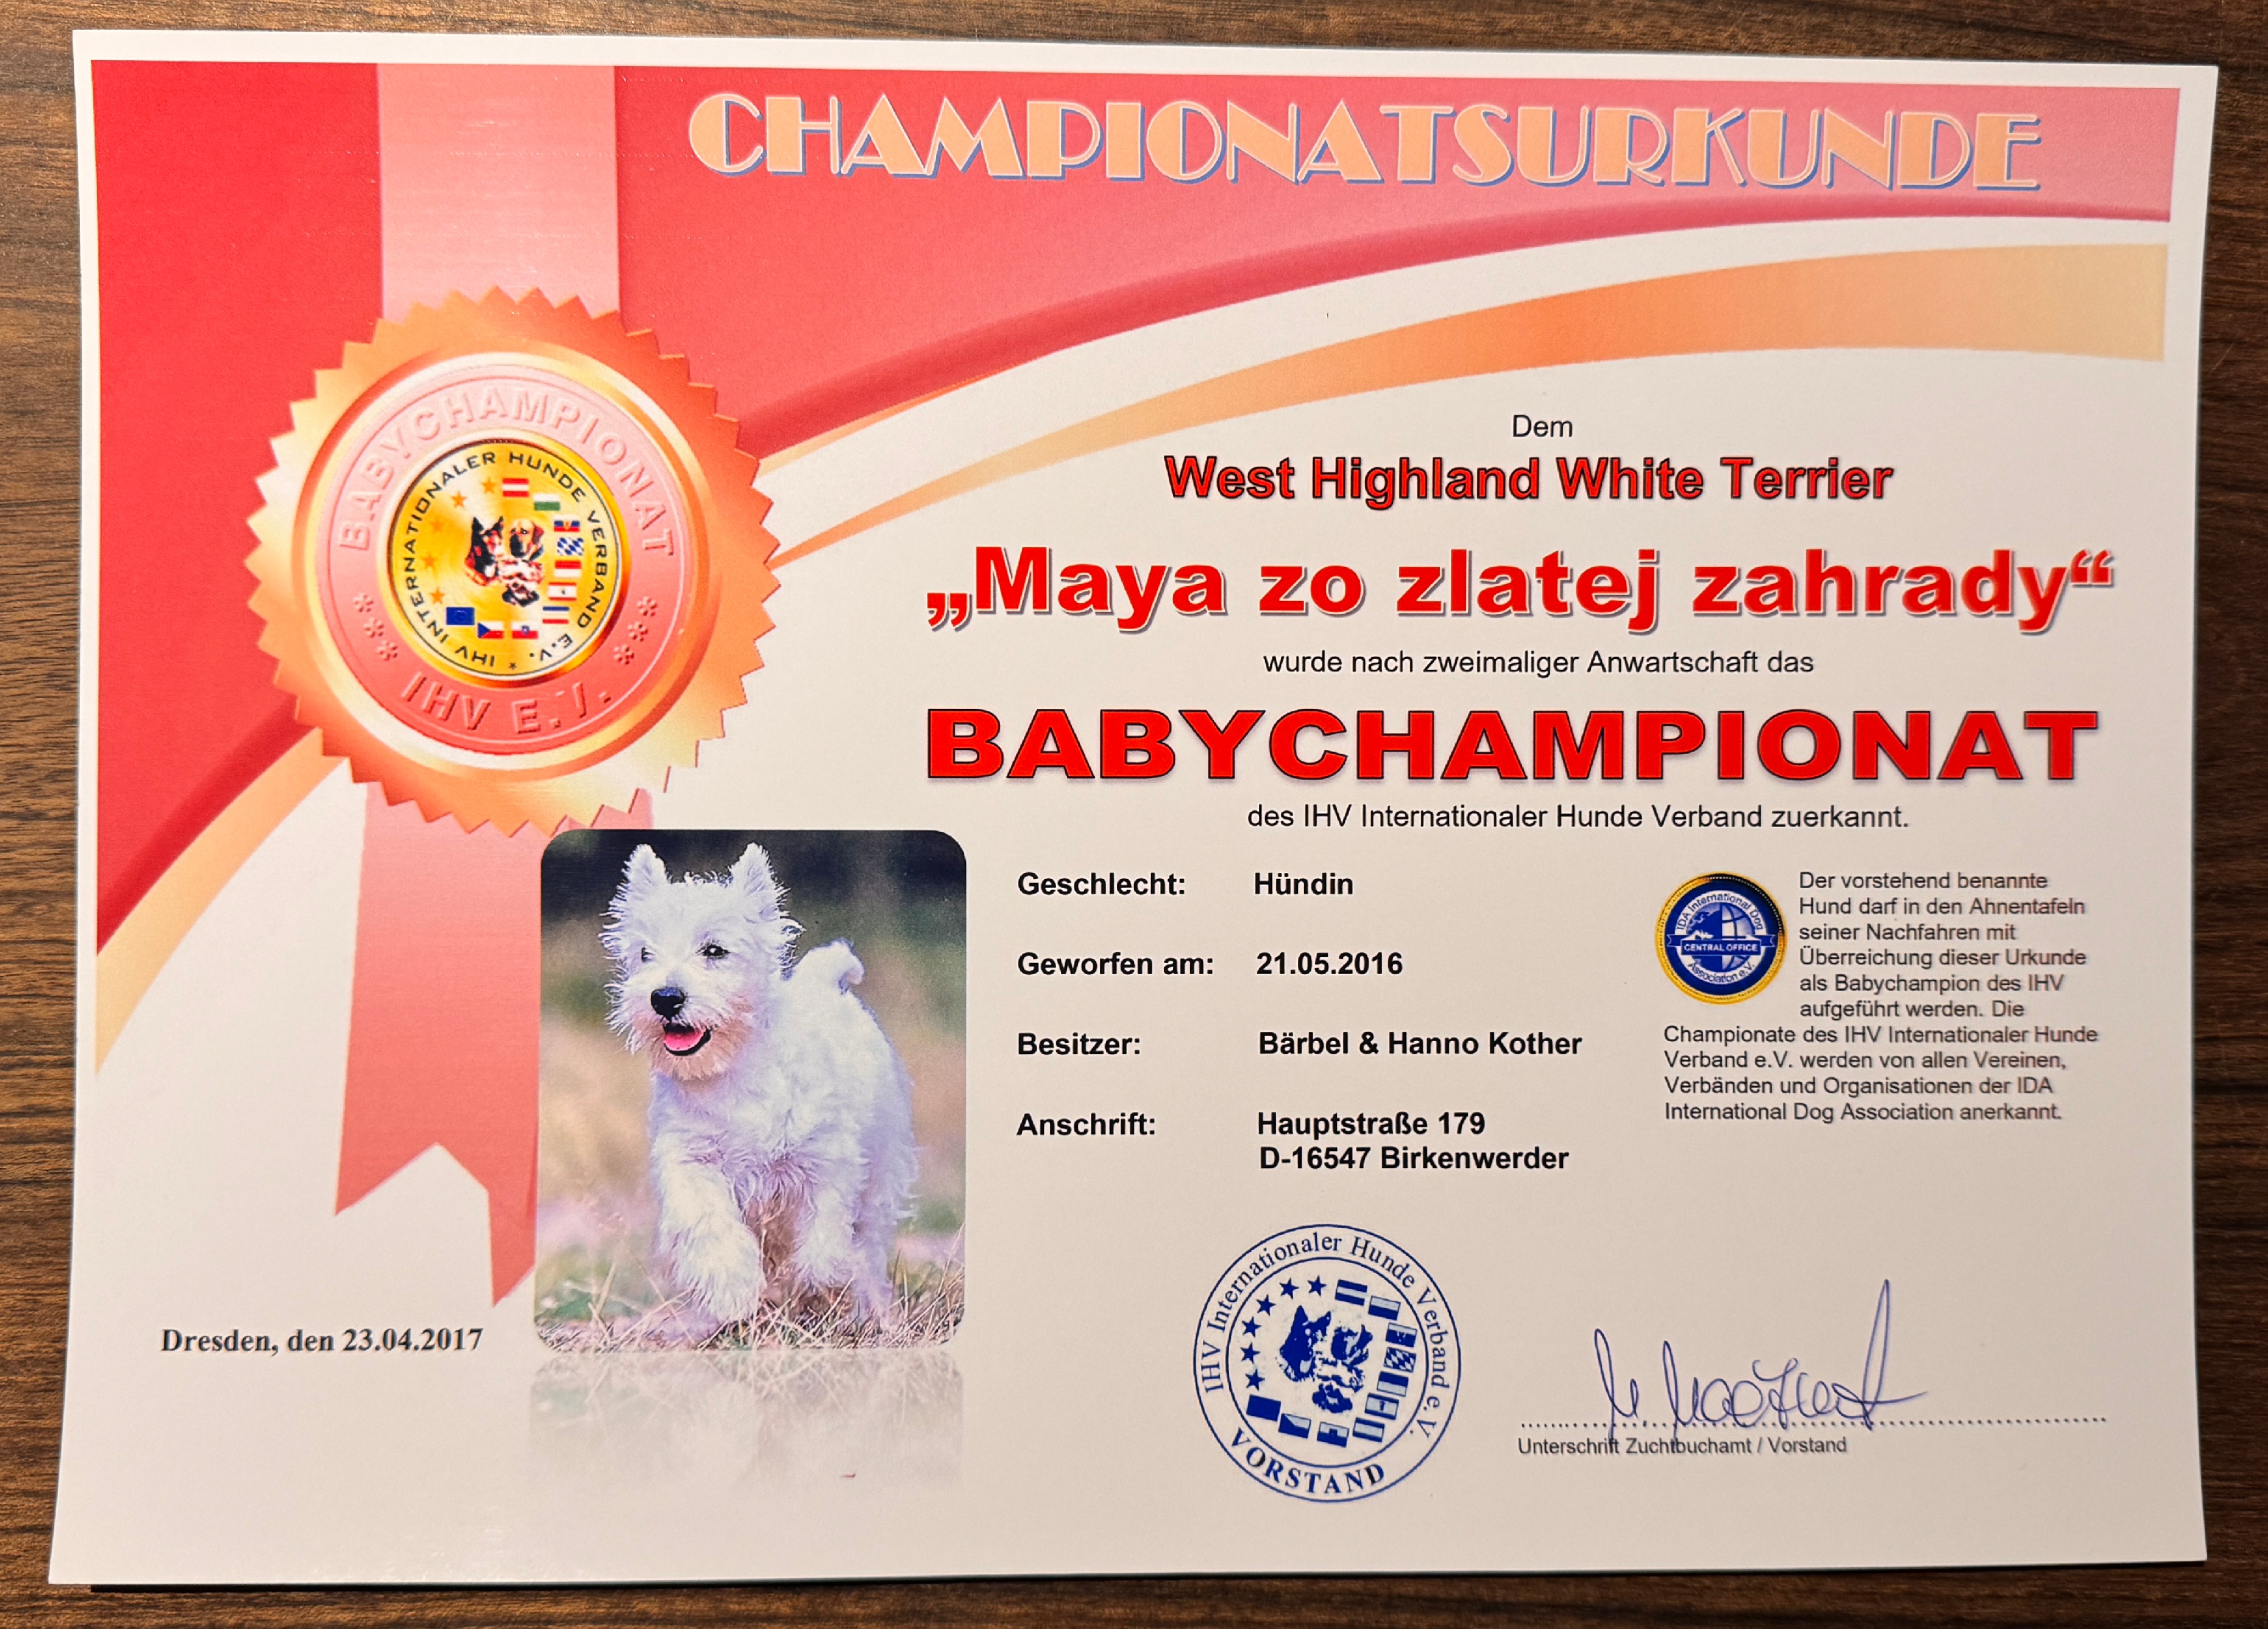 CHAMPIONATSURKUNDE
BABYCHAMPIONAT
IHV INTERNATIONALER HUNDE VERBAND E.V. *
IHV E.V.
Dem
West Highland White Terrier
„Maya zo zlatej zahrady“
wurde nach zweimaliger Anwartschaft das
BABYCHAMPIONAT
des IHV Internationaler Hunde Verband zuerkannt.
Geschlecht: Hündin
Geworfen am: 21.05.2016
Besitzer: Bärbel & Hanno Kother
Anschrift: Hauptstraße 179
D-16547 Birkenwerder
IDA International Dog
CENTRAL OFFICE
Association e.V.
Der vorstehend benannte
Hund darf in den Ahnentafeln
seiner Nachfahren mit
Überreichung dieser Urkunde
als Babychampion des IHV
aufgeführt werden. Die
Championate des IHV Internationaler Hunde
Verband e.V. werden von allen Vereinen,
Verbänden und Organisationen der IDA
International Dog Association anerkannt.
Dresden, den 23.04.2017
IHV Internationaler Hunde Verband e.V.
VORSTAND
Unterschrift Zuchtbuchamt / Vorstand